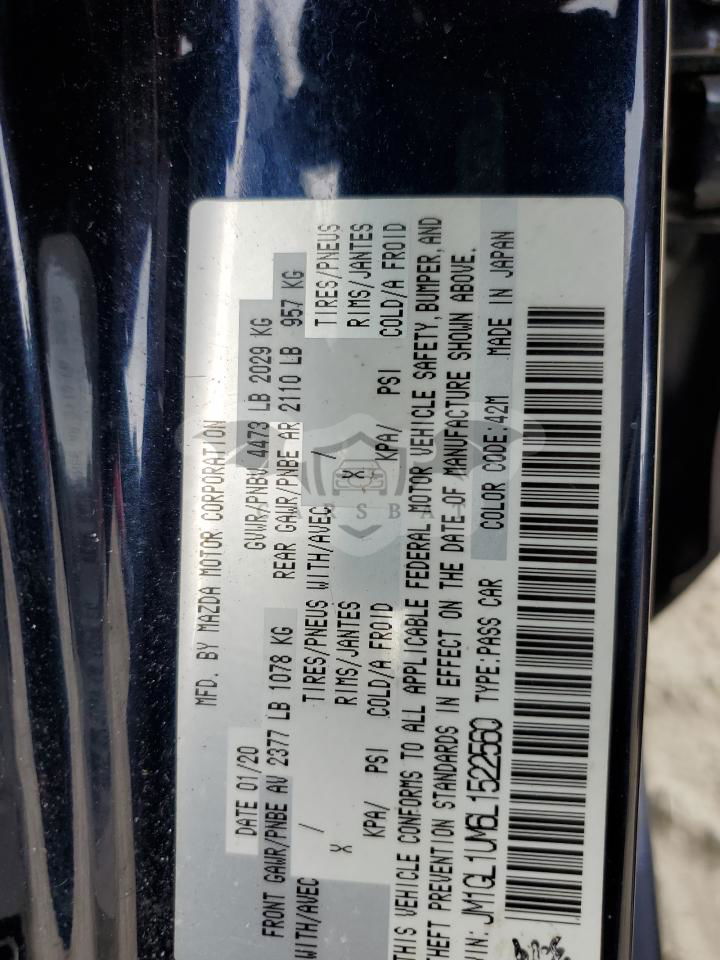 MFD. BY MAZDA MOTOR CORPORATION
DATE 01/20 GVWR/PNBV 4473 LB 2029 KG
FRONT GAWR/PNBE AV 2377 LB 1078 KG REAR GAWR/PNBE AR 2110 LB 957 KG
WITH/AVEC / TIRES/PNEUS WITH/AVEC / TIRES/PNEUS
X RIMS/JANTES X RIMS/JANTES
KPA/ PSI COLD/A FROID KPA/ PSI COLD/A FROID
THIS VEHICLE CONFORMS TO ALL APPLICABLE FEDERAL MOTOR VEHICLE SAFETY, BUMPER, AND
THEFT PREVENTION STANDARDS IN EFFECT ON THE DATE OF MANUFACTURE SHOWN ABOVE.
VIN: JM1GL1UM6L1522560 TYPE:PASS CAR COLOR CODE:42M MADE IN JAPAN